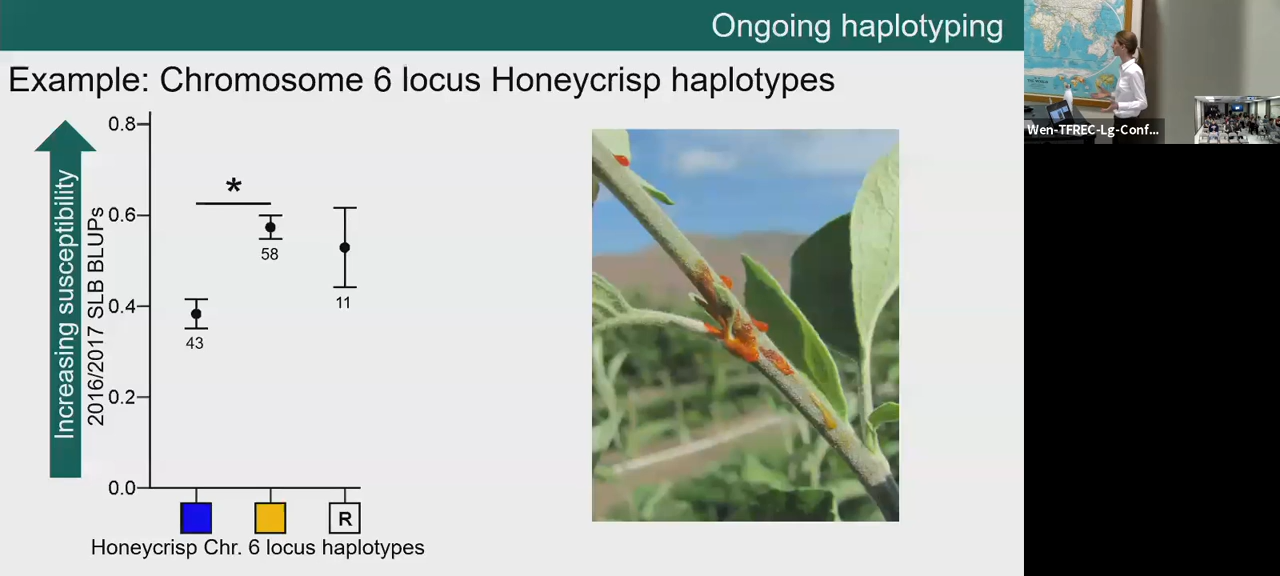 Ongoing haplotyping
Example: Chromosome 6 locus Honeycrisp haplotypes
Increasing susceptibility
2016/2017 SLB BLUPs
0.8
0.6
0.4
0.2
0.0
*
43
58
11
R
Honeycrisp Chr. 6 locus haplotypes
Wen-TFREC-Lg-Conf...